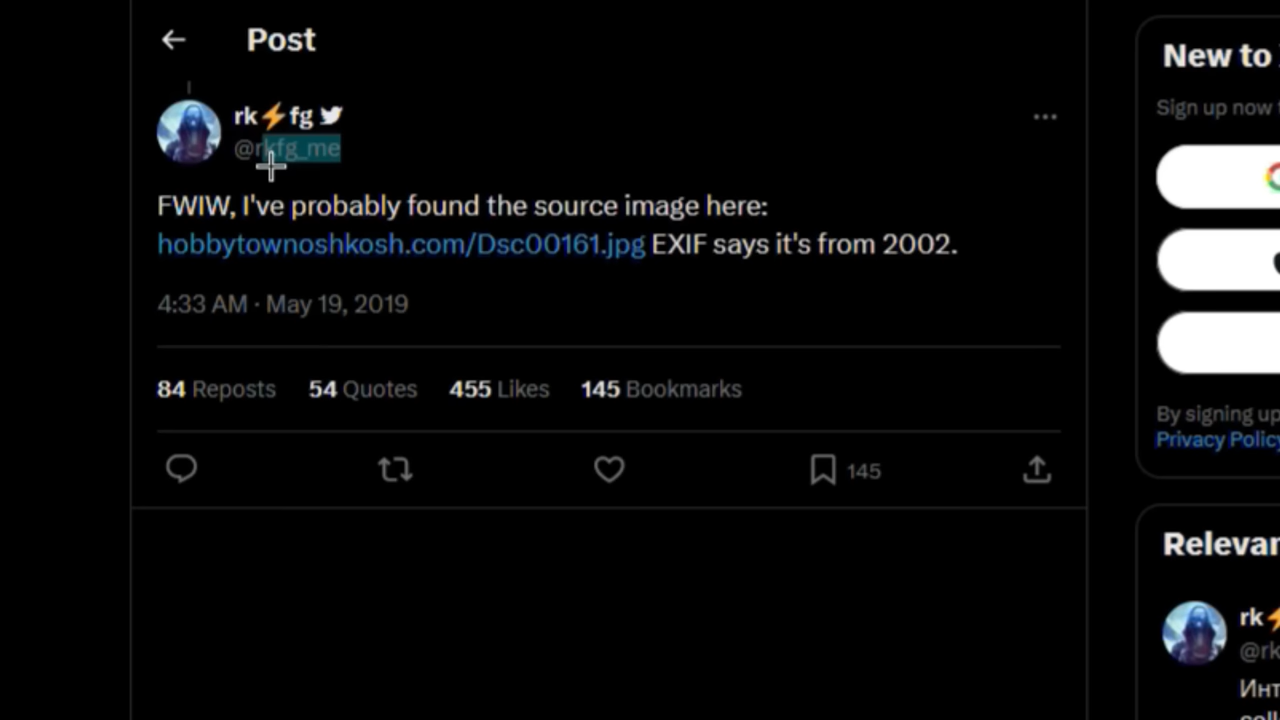 Post
rk⚡fg
@rkfg_me
FWIW, I've probably found the source image here:
hobbytownoshkosh.com/Dsc00161.jpg EXIF says it's from 2002.
4:33 AM · May 19, 2019
84 Reposts 54 Quotes 455 Likes 145 Bookmarks
145
New to
Sign up now
By signing up
Privacy Policy
Relevan
rk⚡
@rk
Инт